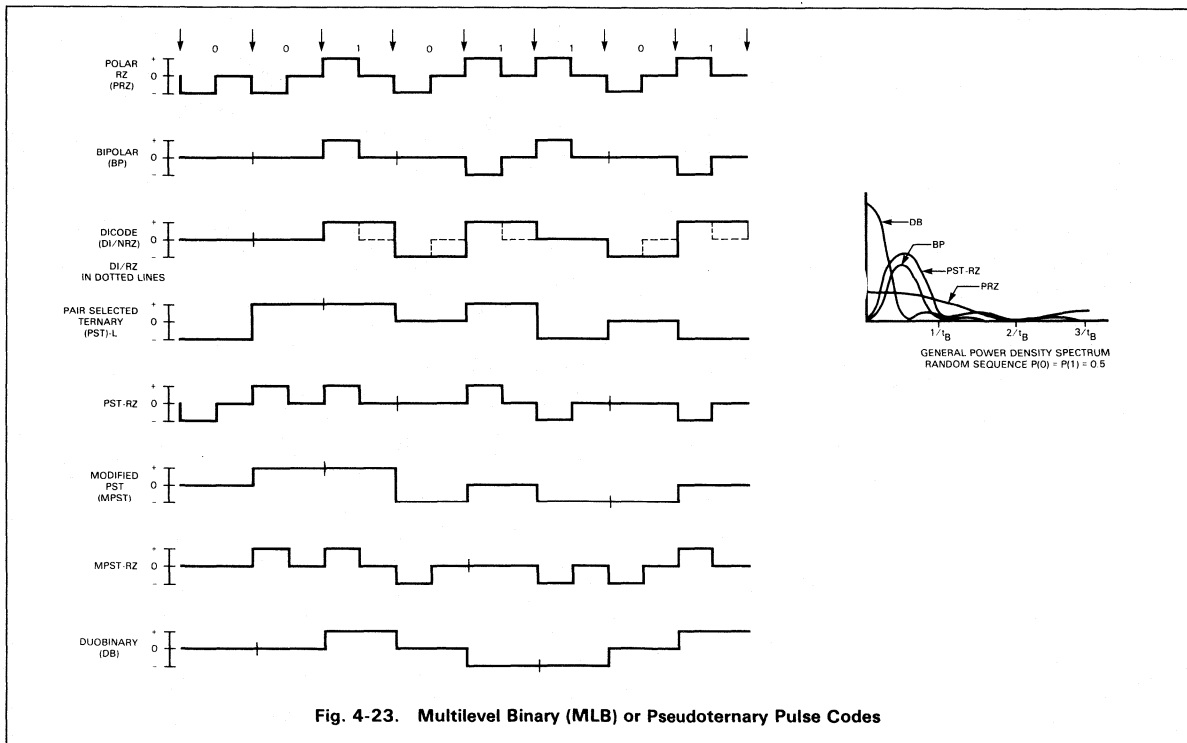 0 0 1 0 1 1 0 1
POLAR
RZ
(PRZ)
+
0
-
BIPOLAR
(BP)
+
0
-
DICODE
(DI/NRZ)
+
0
-
DI/RZ
IN DOTTED LINES
PAIR SELECTED
TERNARY
(PST)-L
+
0
-
PST-RZ
+
0
-
MODIFIED
PST
(MPST)
+
0
-
MPST-RZ
+
0
-
DUOBINARY
(DB)
+
0
-
DB
BP
PST-RZ
PRZ
1/tB 2/tB 3/tB
GENERAL POWER DENSITY SPECTRUM
RANDOM SEQUENCE P(0) = P(1) = 0.5
Fig. 4-23. Multilevel Binary (MLB) or Pseudoternary Pulse Codes